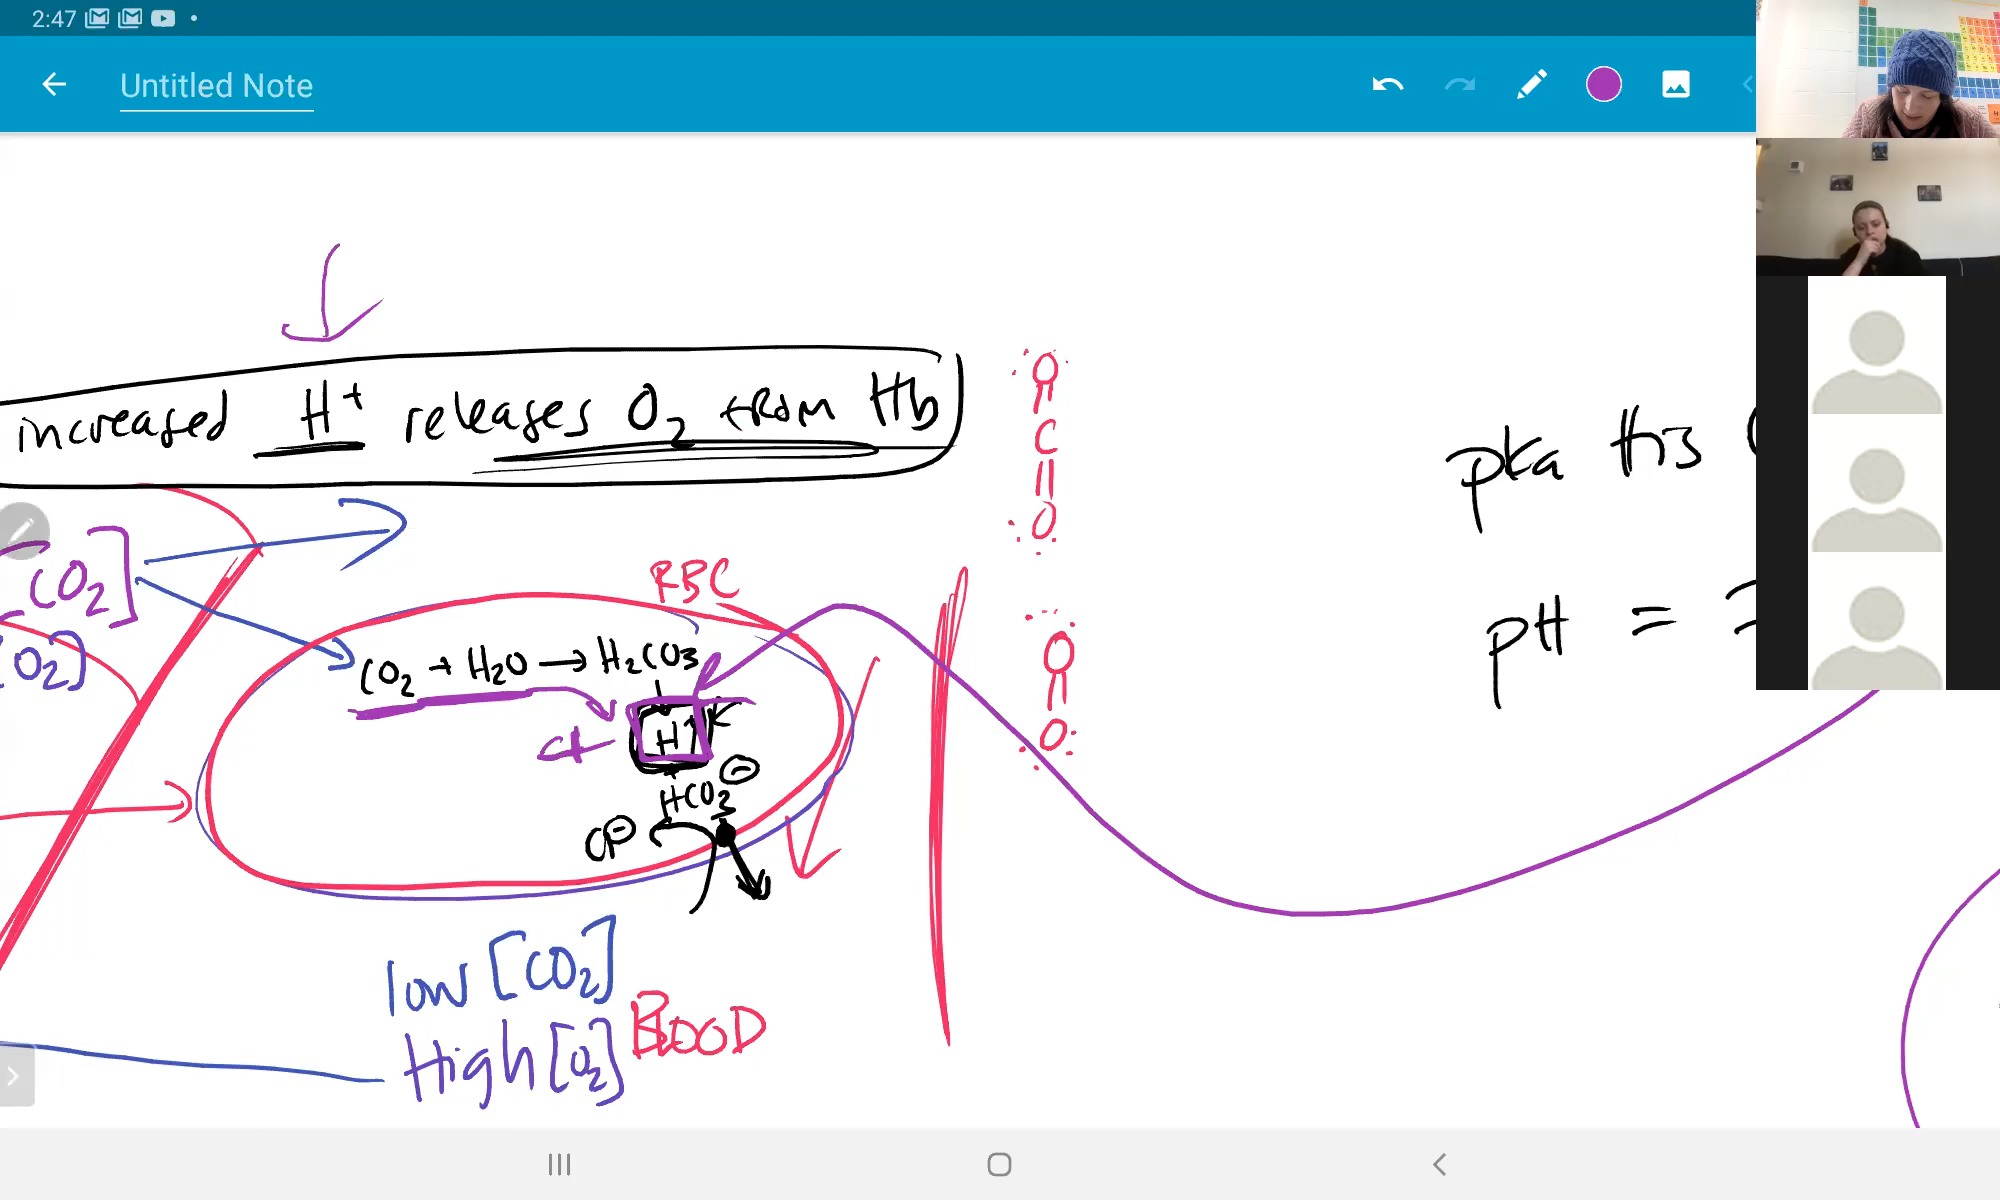 2:47
Untitled Note
increased H+ releases O2 from Hb
O
C
O
pka His
[CO2]
RBC
[O2]
CO2 + H2O → H2CO3
O
O
pH =
H+
HCO3 -
Cl-
low [CO2]
High [O2]
BLOOD